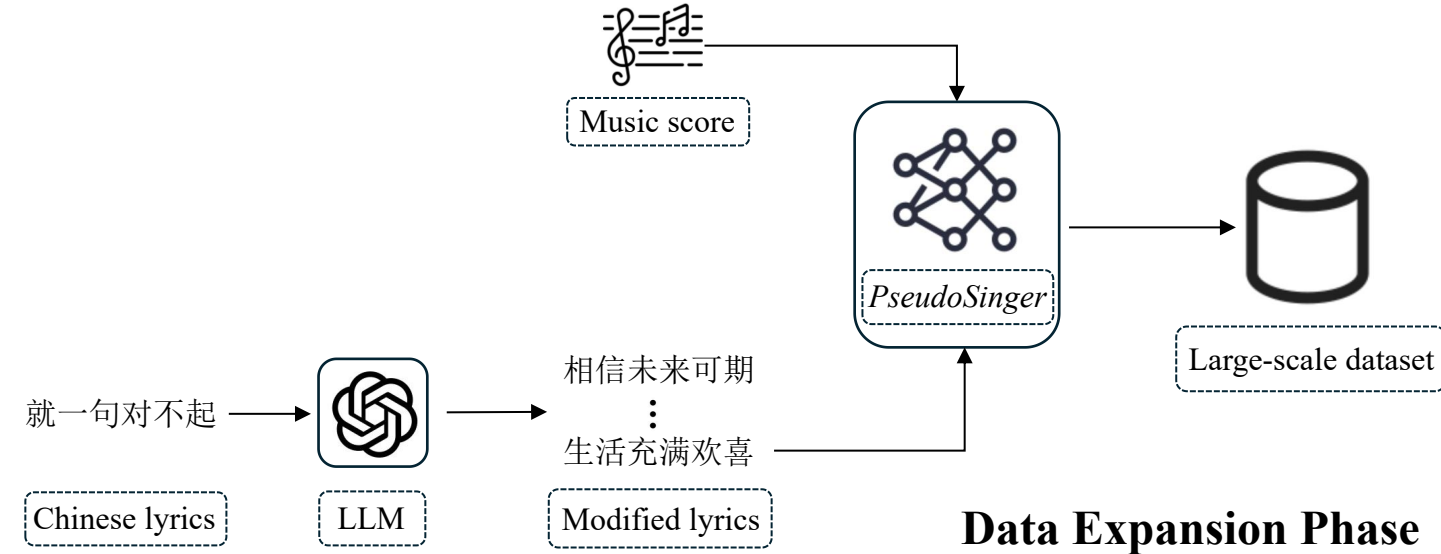 Music score
PseudoSinger
Large-scale dataset
相信未来可期
就一句对不起
生活充满欢喜
Chinese lyrics
LLM
Modified lyrics
Data Expansion Phase